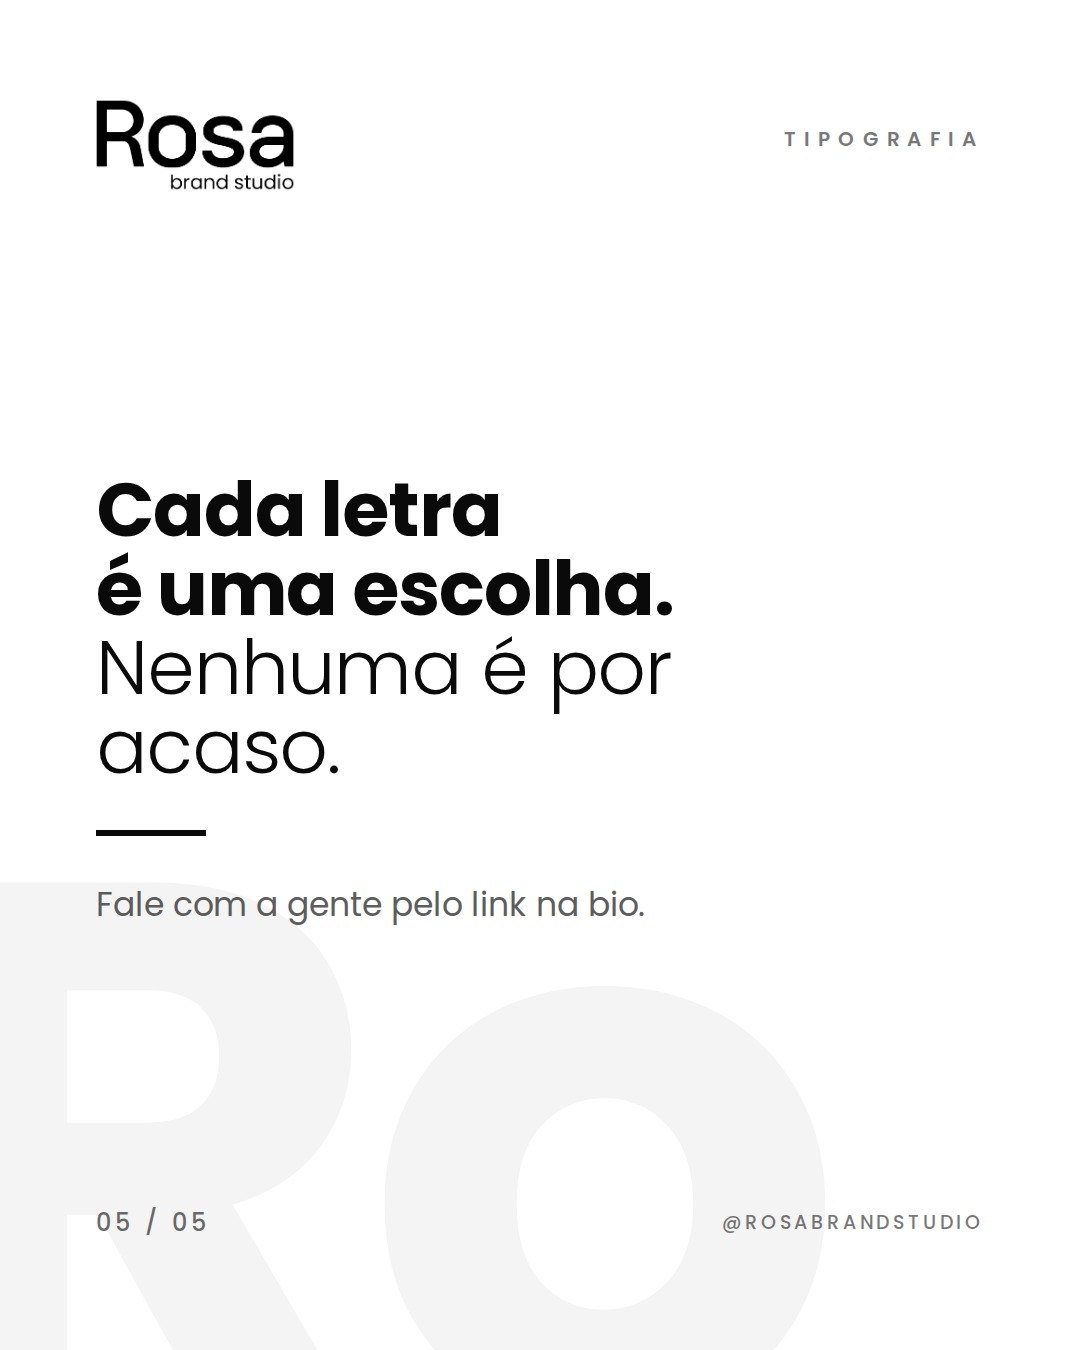 Rosa
brand studio
TIPOGRAFIA
Cada letra
é uma escolha.
Nenhuma é por
acaso.
Fale com a gente pelo link na bio.
Ro
05 / 05
@ROSABRANDSTUDIO